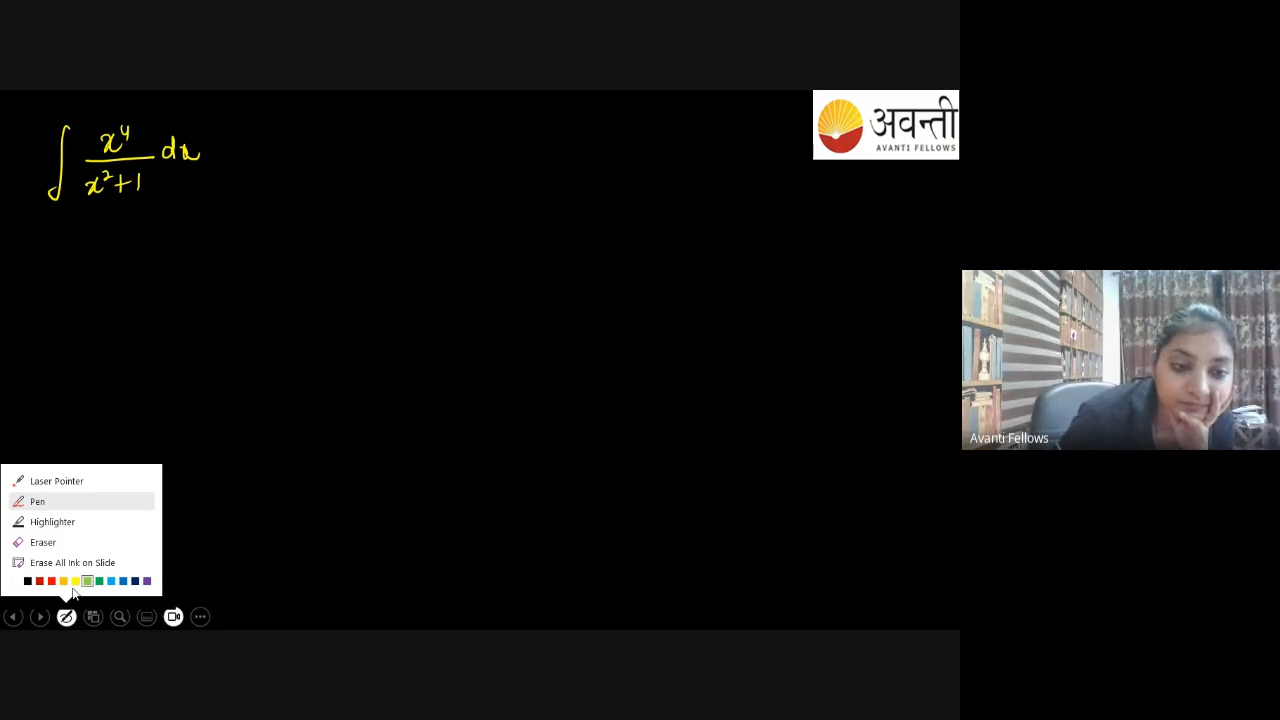 ∫ x⁴ / x²+1 dx
अवन्ती
AVANTI FELLOWS
Avanti Fellows
Laser Pointer
Pen
Highlighter
Eraser
Erase All Ink on Slide